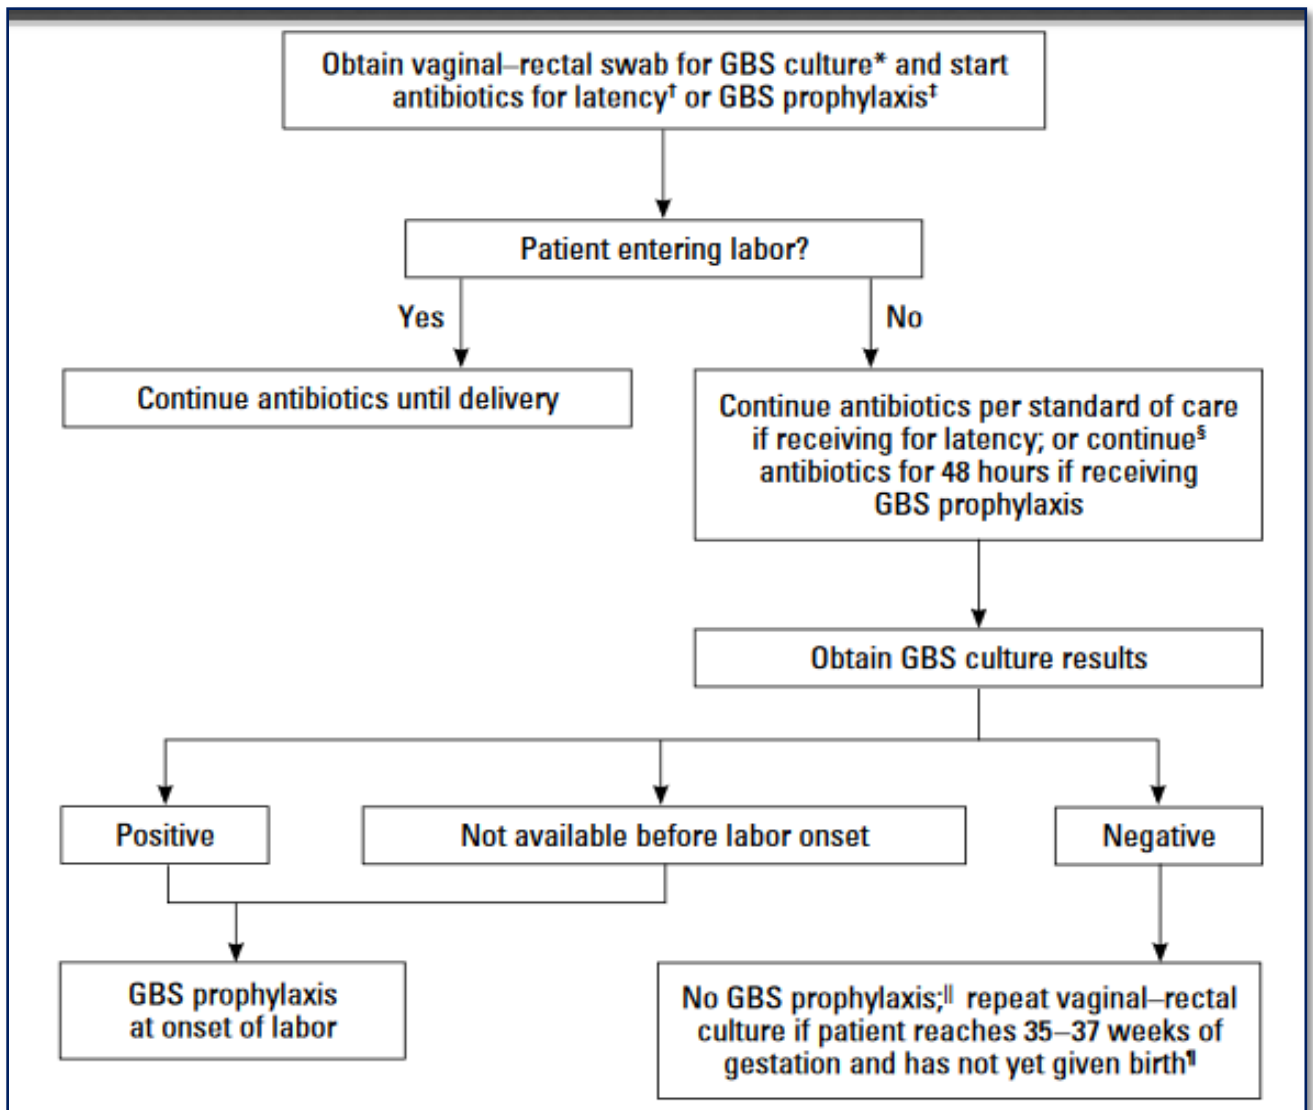 Obtain vaginal–rectal swab for GBS culture* and start
antibiotics for latency† or GBS prophylaxis‡
Patient entering labor?
Yes
No
Continue antibiotics until delivery
Continue antibiotics per standard of care
if receiving for latency; or continue§
antibiotics for 48 hours if receiving
GBS prophylaxis
Obtain GBS culture results
Positive
Not available before labor onset
Negative
GBS prophylaxis
at onset of labor
No GBS prophylaxis;|| repeat vaginal–rectal
culture if patient reaches 35–37 weeks of
gestation and has not yet given birth¶